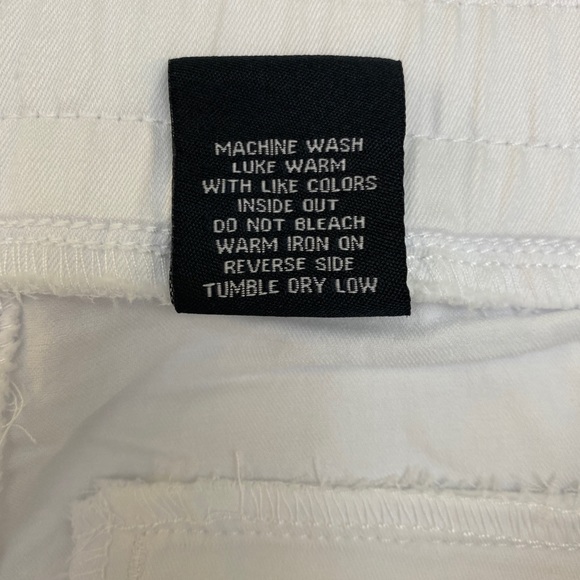 MACHINE WASH
LUKE WARM
WITH LIKE COLORS
INSIDE OUT
DO NOT BLEACH
WARM IRON ON
REVERSE SIDE
TUMBLE DRY LOW